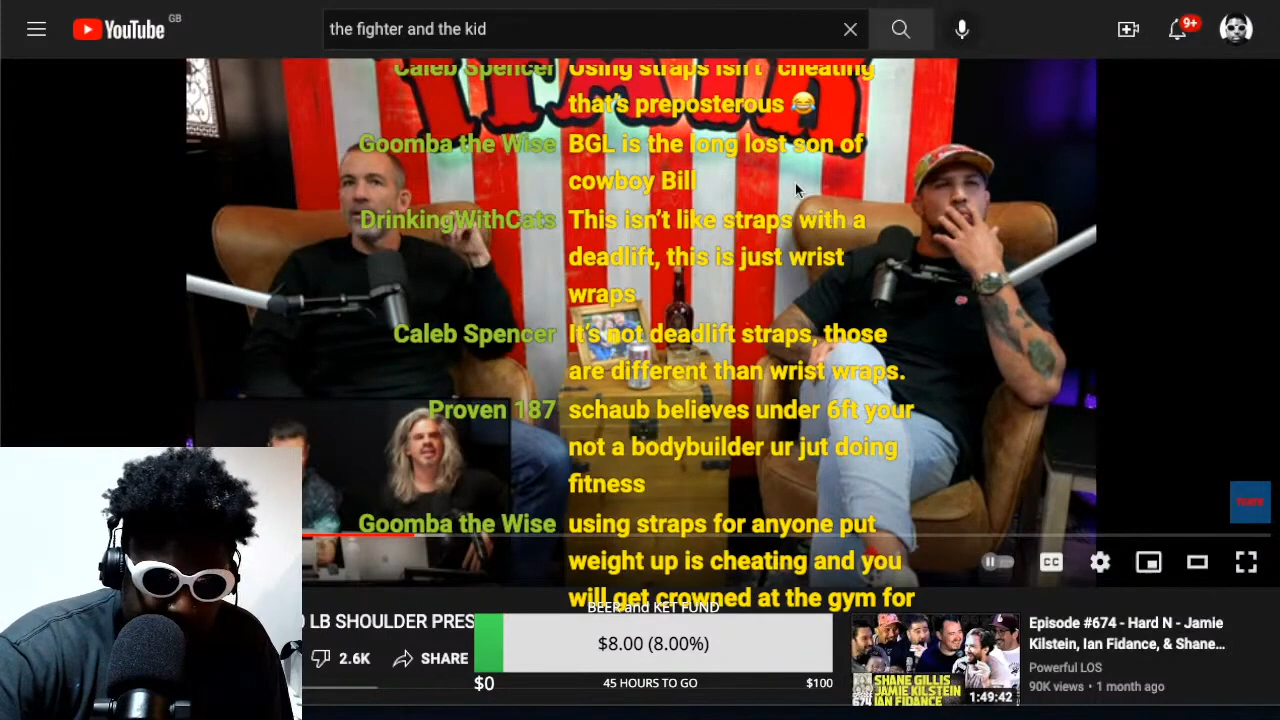 YouTube GB
the fighter and the kid
9+
Caleb Spencer Using straps isn't "cheating"
that's preposterous 😂
Goomba the Wise BGL is the long lost son of
cowboy Bill
DrinkingWithCats This isn't like straps with a
deadlift, this is just wrist
wraps
Caleb Spencer It's not deadlift straps, those
are different than wrist wraps.
Proven 187 schaub believes under 6ft your
not a bodybuilder ur jut doing
fitness
Goomba the Wise using straps for anyone put
weight up is cheating and you
will get crowned at the gym for
TFATK
CC
LB SHOULDER PRES
2.6K SHARE
BEER and KET FUND
$8.00 (8.00%)
$0 45 HOURS TO GO $100
SHANE GILLIS
JAMIE KILSTEIN
674 IAN FIDANCE
1:49:42
Episode #674 - Hard N - Jamie
Kilstein, Ian Fidance, & Shane...
Powerful LOS
90K views • 1 month ago